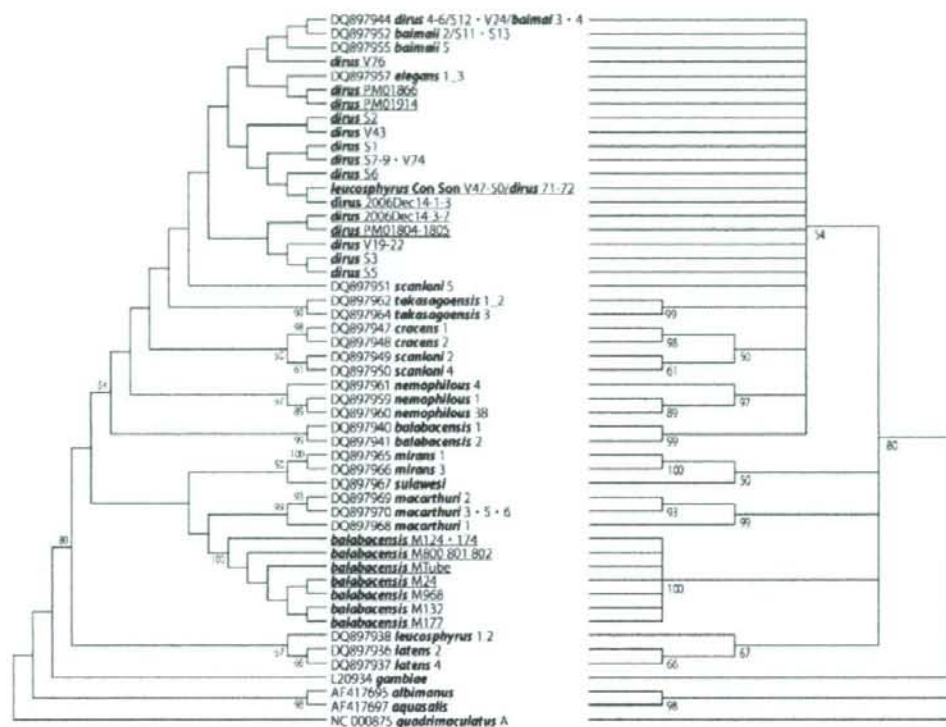 DQ897944 dirus 4-6/S12・V24/baimai 3・4
DQ897952 baimaii 2/S11・S13
DQ897955 baimaii 5
dirus V76
DQ897957 elegans 1_3
dirus PM01866
dirus PM01914
dirus S2
dirus V43
dirus S1
dirus S7-9・V74
dirus S6
leucosphyrus Con Son V47-50/dirus 71-72
dirus 2006Dec14-1-3
dirus 2006Dec14-3-7
dirus PM01804-1805
dirus V19-22
dirus S3
dirus S5
DQ897951 scanloni 5
DQ897962 takasagoensis 1_2
DQ897964 takasagoensis 3
DQ897947 cracens 1
DQ897948 cracens 2
DQ897949 scanloni 2
DQ897950 scanloni 4
DQ897961 nemophilous 4
DQ897959 nemophilous 1
DQ897960 nemophilous 3B
DQ897940 balabacensis 1
DQ897941 balabacensis 2
DQ897965 mirans 1
DQ897966 mirans 3
DQ897967 sulawesi
DQ897969 macarthuri 2
DQ897970 macarthuri 3・5・6
DQ897968 macarthuri 1
balabacensis M124・174
balabacensis M800 801 802
balabacensis MTube
balabacensis M24
balabacensis M968
balabacensis M132
balabacensis M177
DQ897938 leucosphyrus 1 2
DQ897936 latens 2
DQ897937 latens 4
L20934 gambiae
AF417695 albimanus
AF417697 aquasalis
NC 000875 quadrimaculatus A
54
99
98
50
61
97
89
99
100
50
93
99
100
67
66
98
80